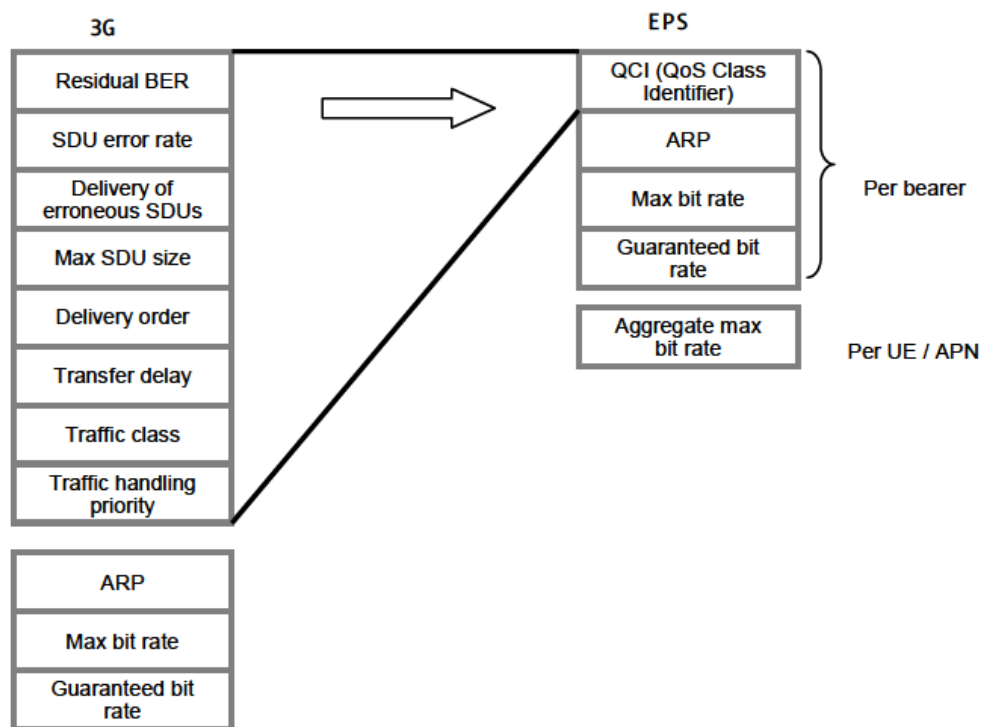 3G
Residual BER
SDU error rate
Delivery of
erroneous SDUs
Max SDU size
Delivery order
Transfer delay
Traffic class
Traffic handling
priority
ARP
Max bit rate
Guaranteed bit
rate
EPS
QCI (QoS Class
Identifier)
ARP
Max bit rate
Guaranteed bit
rate
Per bearer
Aggregate max
bit rate
Per UE / APN